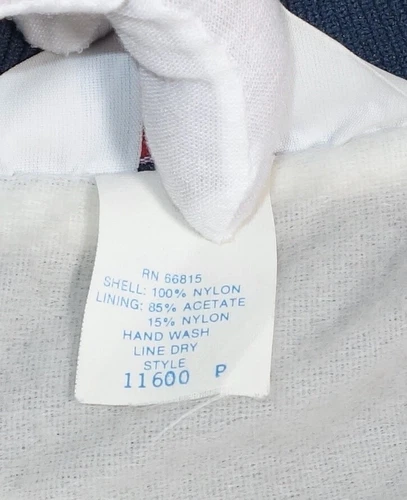 RN 66815
SHELL: 100% NYLON
LINING: 85% ACETATE
15% NYLON
HAND WASH
LINE DRY
STYLE
11600 P